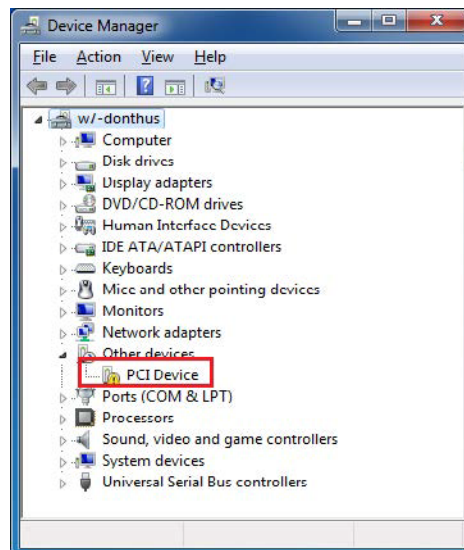 Device Manager
File Action View Help
w/-donthus
Computer
Disk drives
Display adapters
DVD/CD-ROM drives
Human Interface Devices
IDE ATA/ATAPI controllers
Keyboards
Mice and other pointing devices
Monitors
Network adapters
Other devices
PCI Device
Ports (COM & LPT)
Processors
Sound, video and game controllers
System devices
Universal Serial Bus controllers